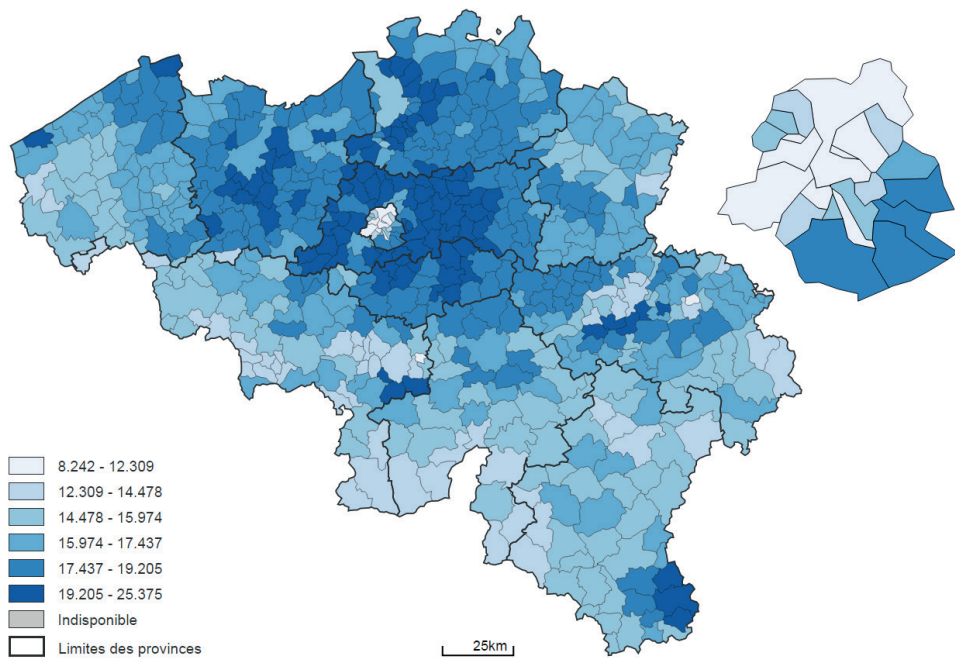 8.242 - 12.309
12.309 - 14.478
14.478 - 15.974
15.974 - 17.437
17.437 - 19.205
19.205 - 25.375
Indisponible
Limites des provinces
25km